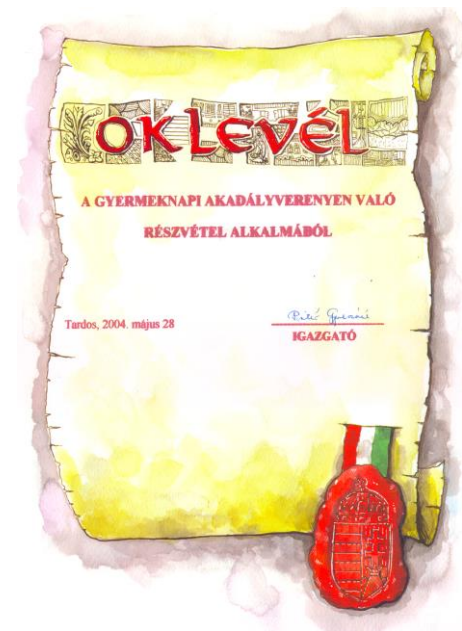 OKLEVÉL
A GYERMEKNAPI AKADÁLYVERENYEN VALÓ
RÉSZVÉTEL ALKALMÁBÓL
Tardos, 2004. május 28
IGAZGATÓ